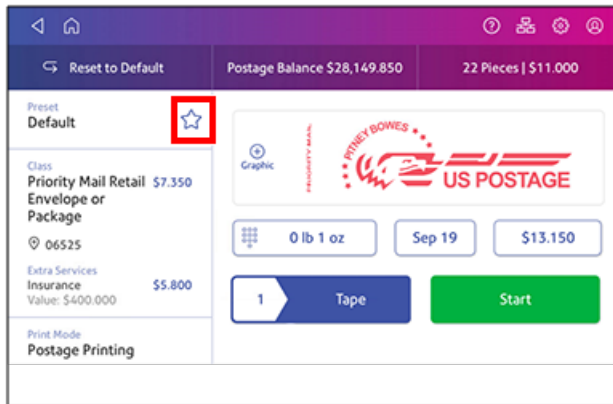 Reset to Default
Postage Balance $28,149.850
22 Pieces | $11.000
Preset
Default
Class
Priority Mail Retail $7.350
Envelope or
Package
06525
Extra Services
Insurance $5.800
Value: $400.000
Print Mode
Postage Printing
Graphic
PRIORITY MAIL
PITNEY BOWES
US POSTAGE
0 lb 1 oz
Sep 19
$13.150
1 Tape
Start